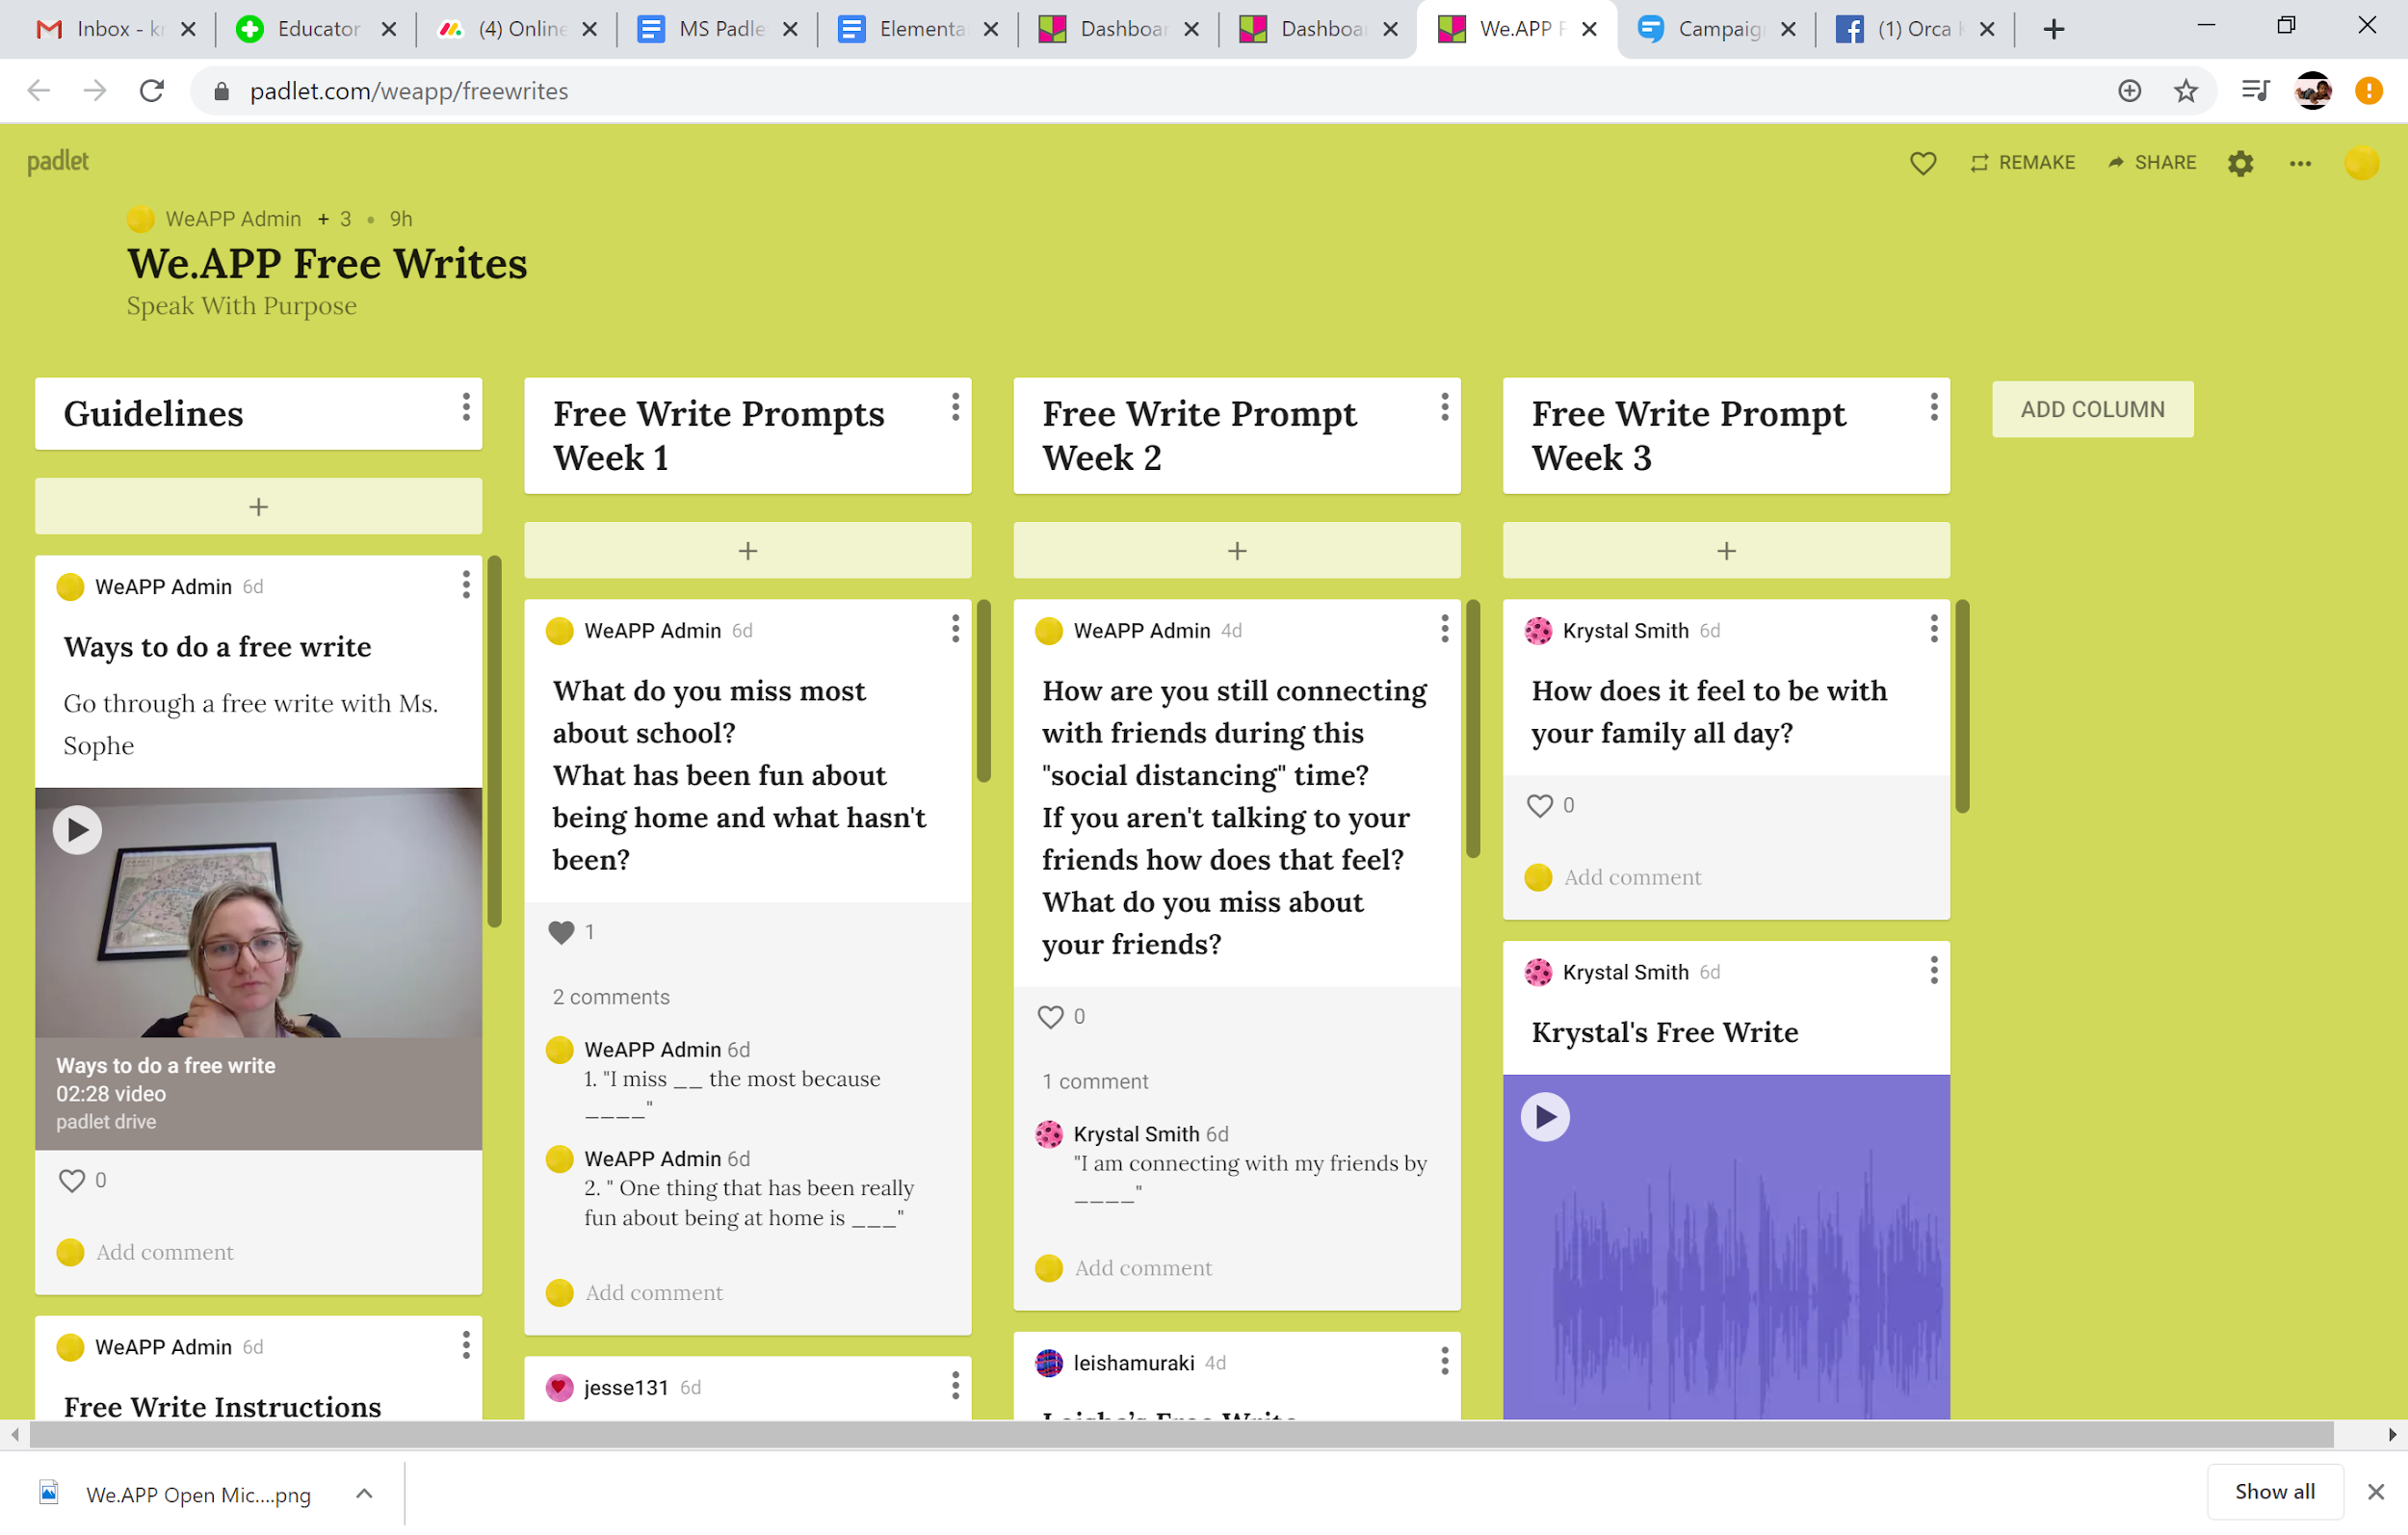 Inbox - k
Educator
(4) Online
MS Padle
Elementa
Dashboar
Dashboar
We.APP F
Campaig
(1) Orca
padlet.com/weapp/freewrites
padlet
REMAKE
SHARE
WeAPP Admin + 3 • 9h
We.APP Free Writes
Speak With Purpose
Guidelines
+
WeAPP Admin 6d
Ways to do a free write
Go through a free write with Ms.
Sophe
Ways to do a free write
02:28 video
padlet drive
0
Add comment
WeAPP Admin 6d
Free Write Instructions
Free Write Prompts
Week 1
+
WeAPP Admin 6d
What do you miss most
about school?
What has been fun about
being home and what hasn't
been?
1
2 comments
WeAPP Admin 6d
1. "I miss __ the most because
____"
WeAPP Admin 6d
2. " One thing that has been really
fun about being at home is ___"
Add comment
jesse131 6d
Free Write Prompt
Week 2
+
WeAPP Admin 4d
How are you still connecting
with friends during this
"social distancing" time?
If you aren't talking to your
friends how does that feel?
What do you miss about
your friends?
0
1 comment
Krystal Smith 6d
"I am connecting with my friends by
____"
Add comment
leishamuraki 4d
Leisha's Free Write
Free Write Prompt
Week 3
+
Krystal Smith 6d
How does it feel to be with
your family all day?
0
Add comment
Krystal Smith 6d
Krystal's Free Write
ADD COLUMN
We.APP Open Mic....png
Show all